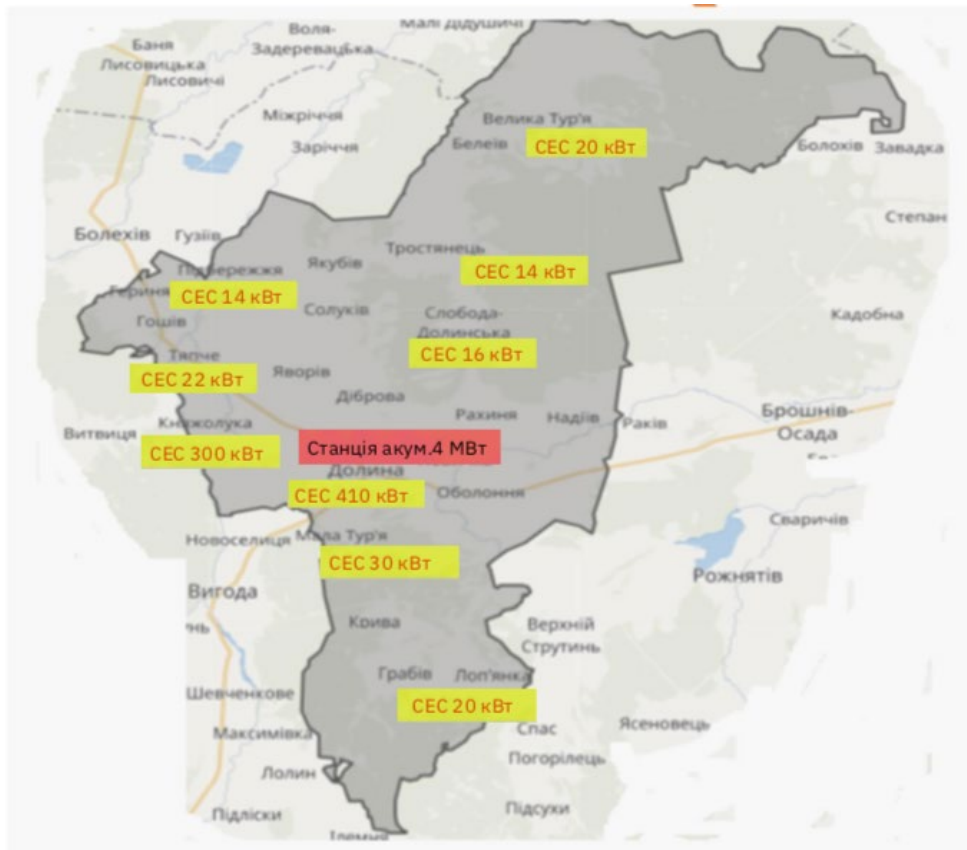 Малі Дідушичі
Воля-
Задеревацька
Баня
Лисовицька
Лисовичі
Міжріччя
Заріччя
Велика Тур'я
Белеїв
СЕС 20 кВт
Болохів
Завадка
Степан
Болехів
Гузіїв
Тростянець
Якубів
Підбережжя
СЕС 14 кВт
Гериня
СЕС 14 кВт
Солуків
Слобода-
Долинська
Кадобна
Гошів
СЕС 16 кВт
Тяпче
СЕС 22 кВт
Яворів
Діброва
Рахиня
Надіїв
Раків
Брошнів-
Осада
Витвиця
Княжолука
СЕС 300 кВт
Станція акум.4 МВт
Долина
СЕС 410 кВт
Оболоння
Сваричів
Новоселиця
Мала Тур'я
СЕС 30 кВт
Рожнятів
Вигода
Крива
Верхній
Струтинь
Грабів
Лоп'янка
Шевченкове
СЕС 20 кВт
Спас
Ясеновець
Максимівка
Погорілець
Лолин
Підліски
Підсухи